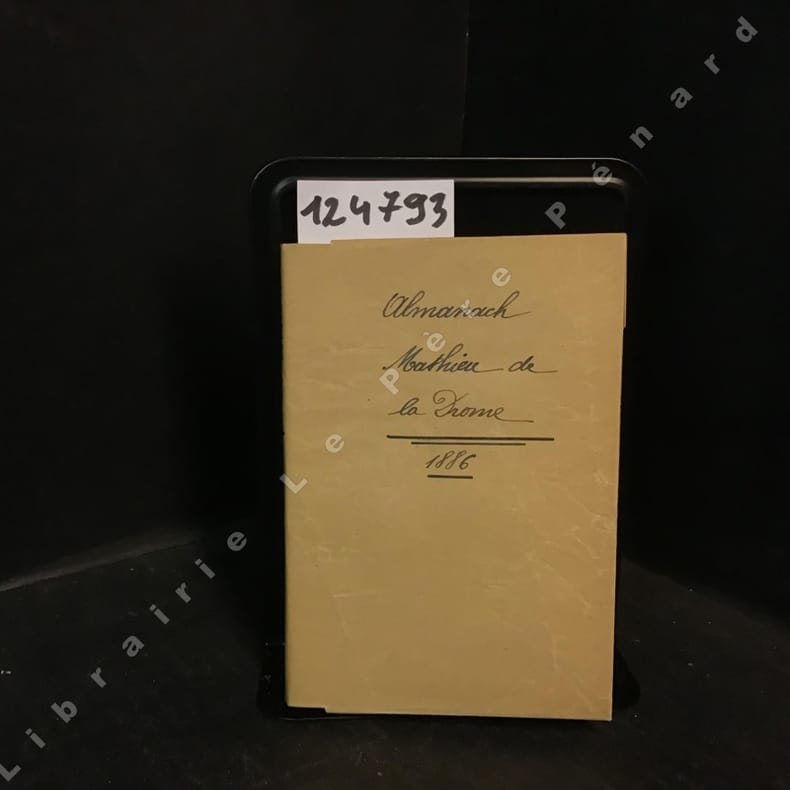 124793
Almanach
Mathieu de
la Drome
1886
Librairie Le Père Pénard